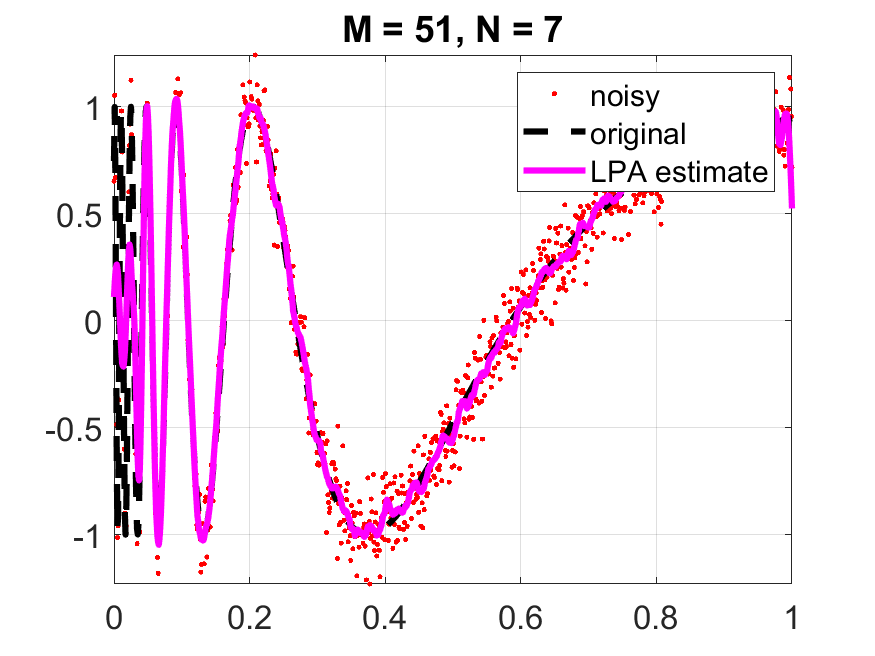 M = 51, N = 7
noisy
original
LPA estimate
1
0.5
0
-0.5
-1
0 0.2 0.4 0.6 0.8 1